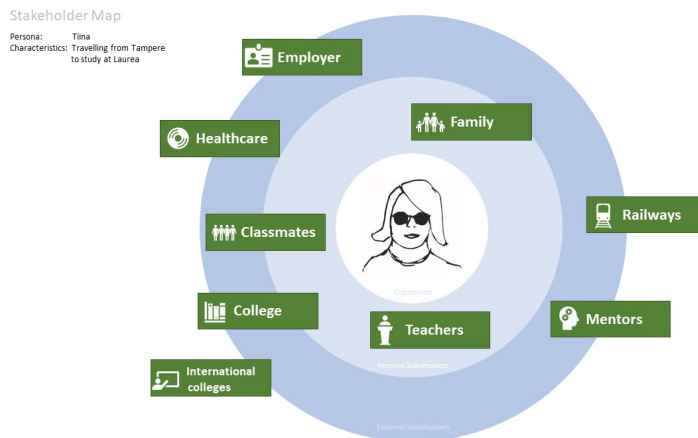 Stakeholder Map
Persona: Tiina
Characteristics: Travelling from Tampere
to study at Laurea
Employer
Family
Healthcare
Railways
Classmates
Customers
College
Teachers
Mentors
Internal Stakeholders
International
colleges
External Stakeholders